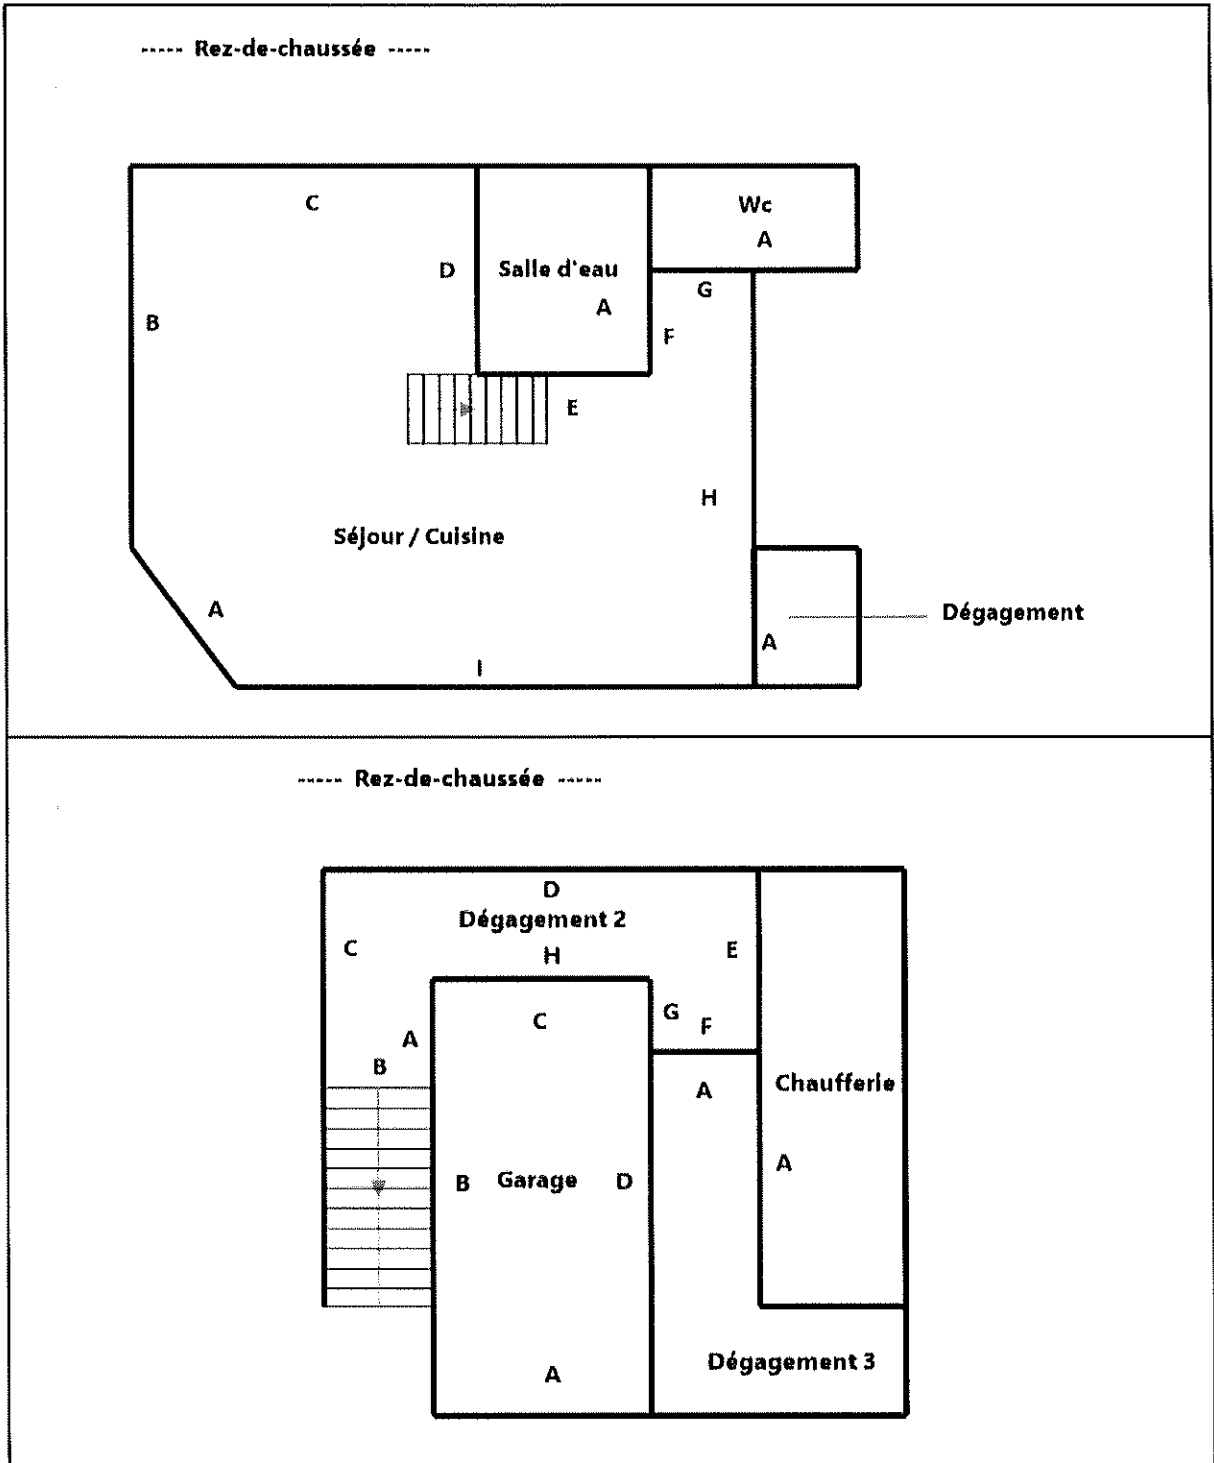 ----- Rez-de-chaussée -----
C
Wc
A
D
Salle d'eau
G
A
B
F
E
H
Séjour / Cuisine
A
Dégagement
A
I
----- Rez-de-chaussée -----
D
Dégagement 2
C
H
E
C
G
F
A
B
A
Chaufferie
A
B
Garage
D
Dégagement 3
A